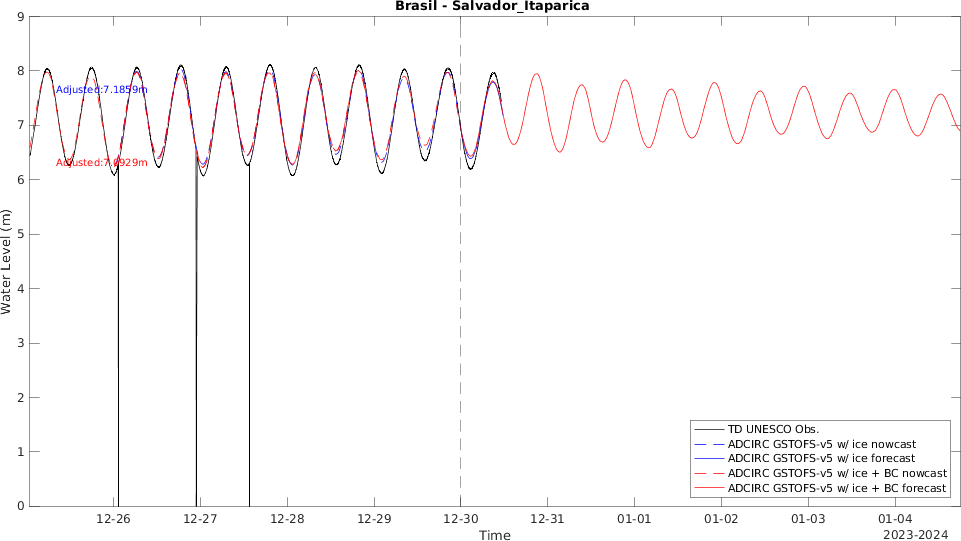 Brasil - Salvador_Itaparica
9
8
7
6
5
4
3
2
1
0
Water Level (m)
Adjusted:7.1859m
TD UNESCO Obs.
ADCIRC GSTOFS-v5 w/ ice nowcast
ADCIRC GSTOFS-v5 w/ ice forecast
ADCIRC GSTOFS-v5 w/ ice + BC nowcast
ADCIRC GSTOFS-v5 w/ ice + BC forecast
12-26 12-27 12-28 12-29 12-30 12-31 01-01 01-02 01-03 01-04
Time
2023-2024